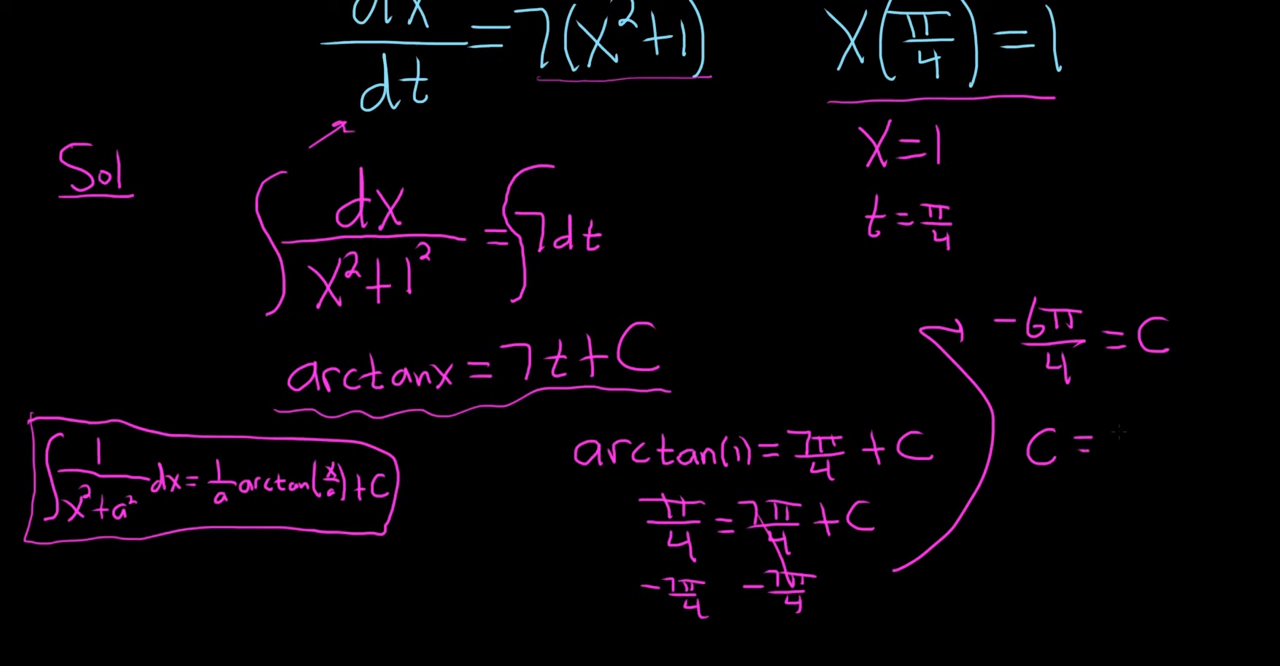 dx/dt = 7(x²+1)    x(π/4) = 1
Sol
x = 1
t = π/4
∫ dx/(x²+1²) = ∫ 7dt
arctanx = 7t+C
∫ 1/(x²+a²) dx = 1/a arctan(x/a) + C
arctan(1) = 7π/4 + C
π/4 = 7π/4 + C
-7π/4    -7π/4
-6π/4 = C
C =